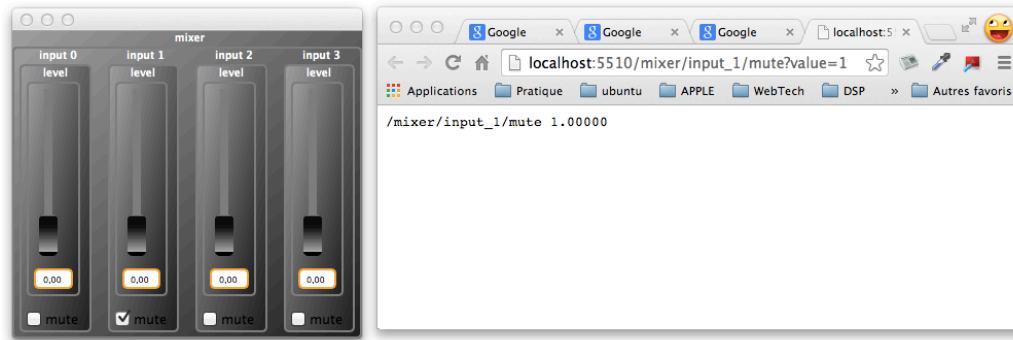 mixer
input 0 input 1 input 2 input 3
level level level level
0,00 0,00 0,00 0,00
mute mute mute mute
Google Google Google localhost:5
localhost:5510/mixer/input_1/mute?value=1
Applications Pratique ubuntu APPLE WebTech DSP » Autres favoris
/mixer/input_1/mute 1.00000